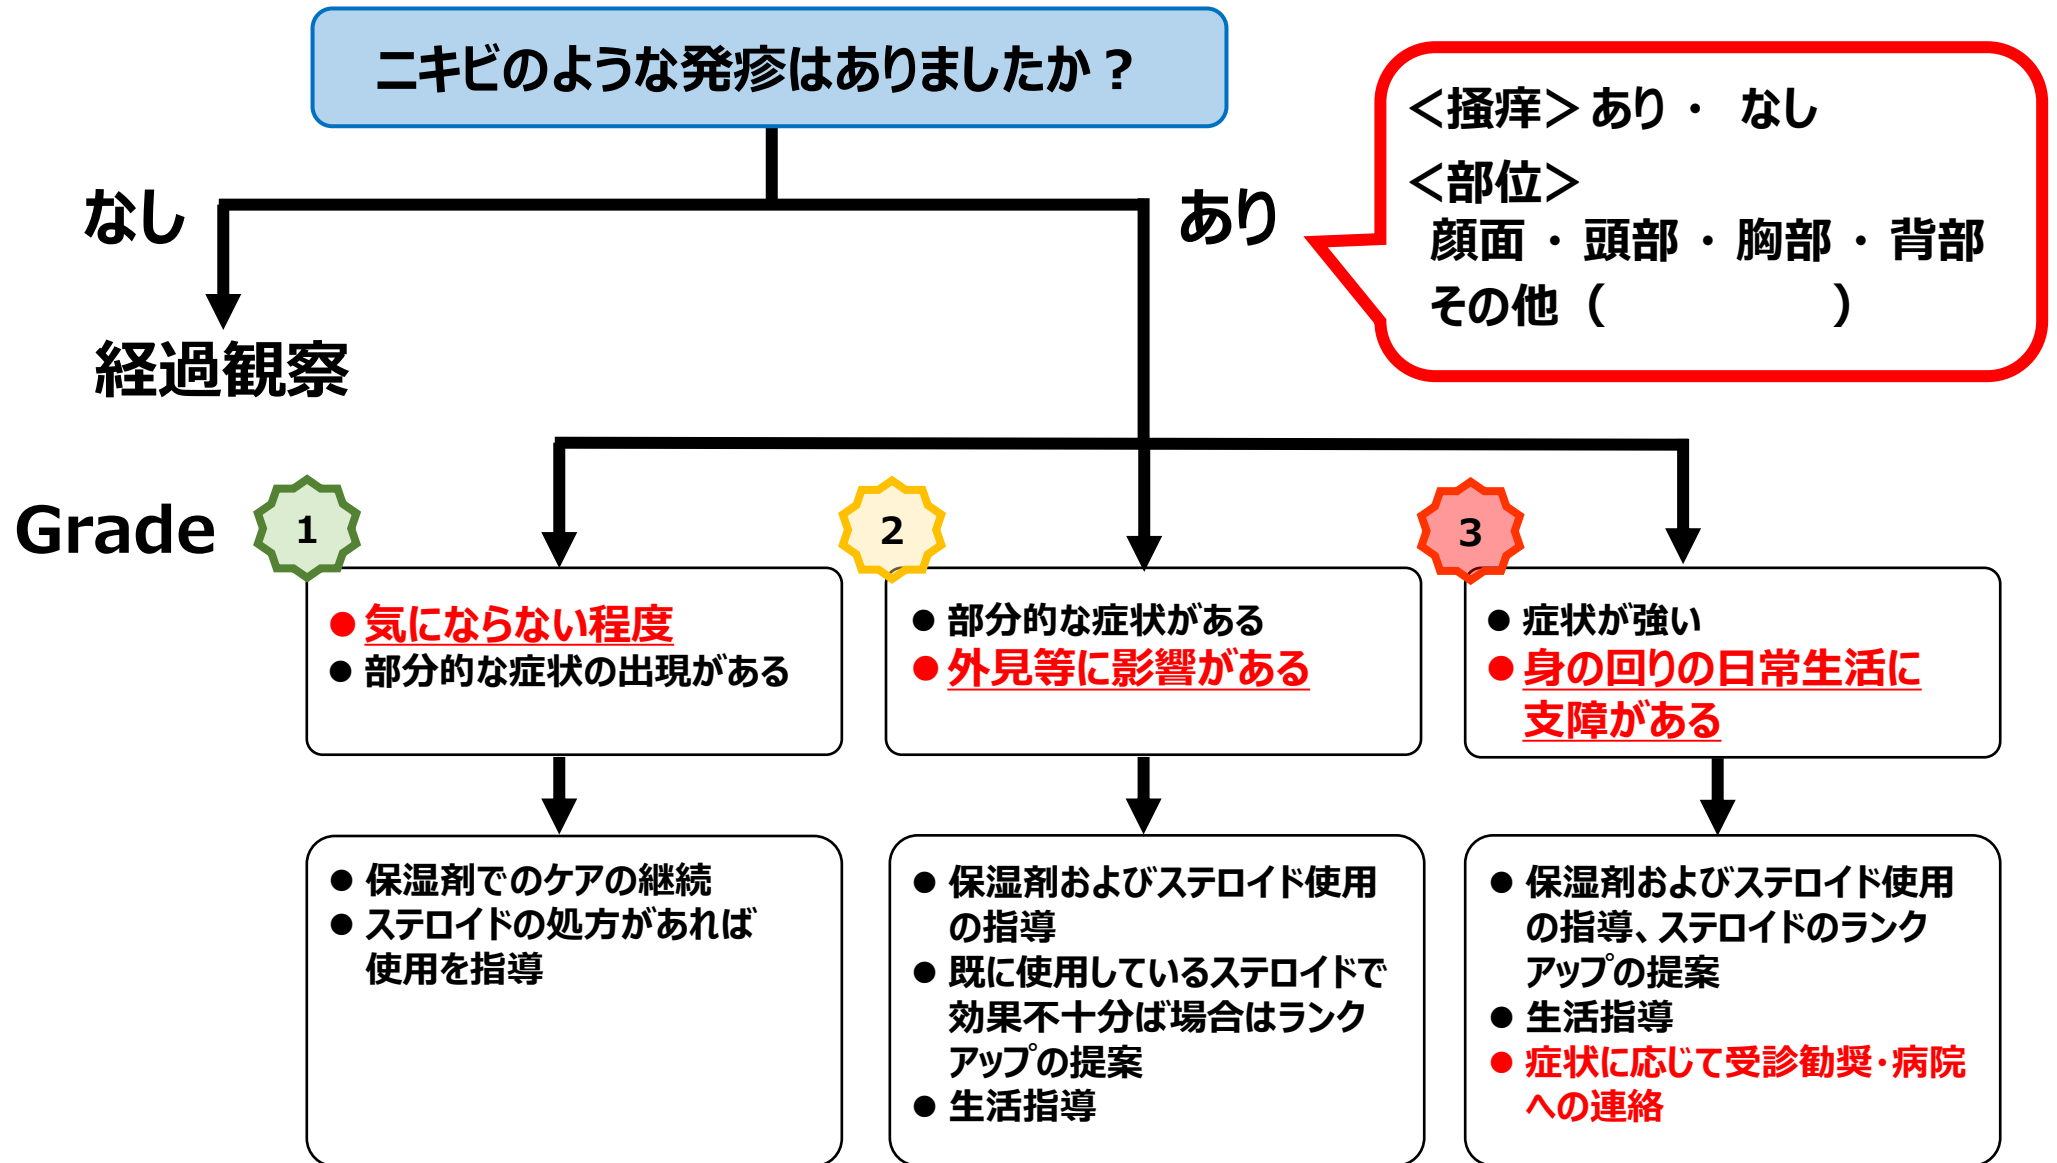 ニキビのような発疹はありましたか？
なし
あり
＜掻痒＞あり ・ なし
＜部位＞
顔面 ・ 頭部 ・ 胸部 ・ 背部
その他（ ）
経過観察
Grade
1
2
3
● 気にならない程度
● 部分的な症状の出現がある
● 部分的な症状がある
● 外見等に影響がある
● 症状が強い
● 身の回りの日常生活に
支障がある
● 保湿剤でのケアの継続
● ステロイドの処方があれば
使用を指導
● 保湿剤およびステロイド使用
の指導
● 既に使用しているステロイドで
効果不十分ば場合はランク
アップの提案
● 生活指導
● 保湿剤およびステロイド使用
の指導、ステロイドのランク
アップの提案
● 生活指導
● 症状に応じて受診勧奨・病院
への連絡